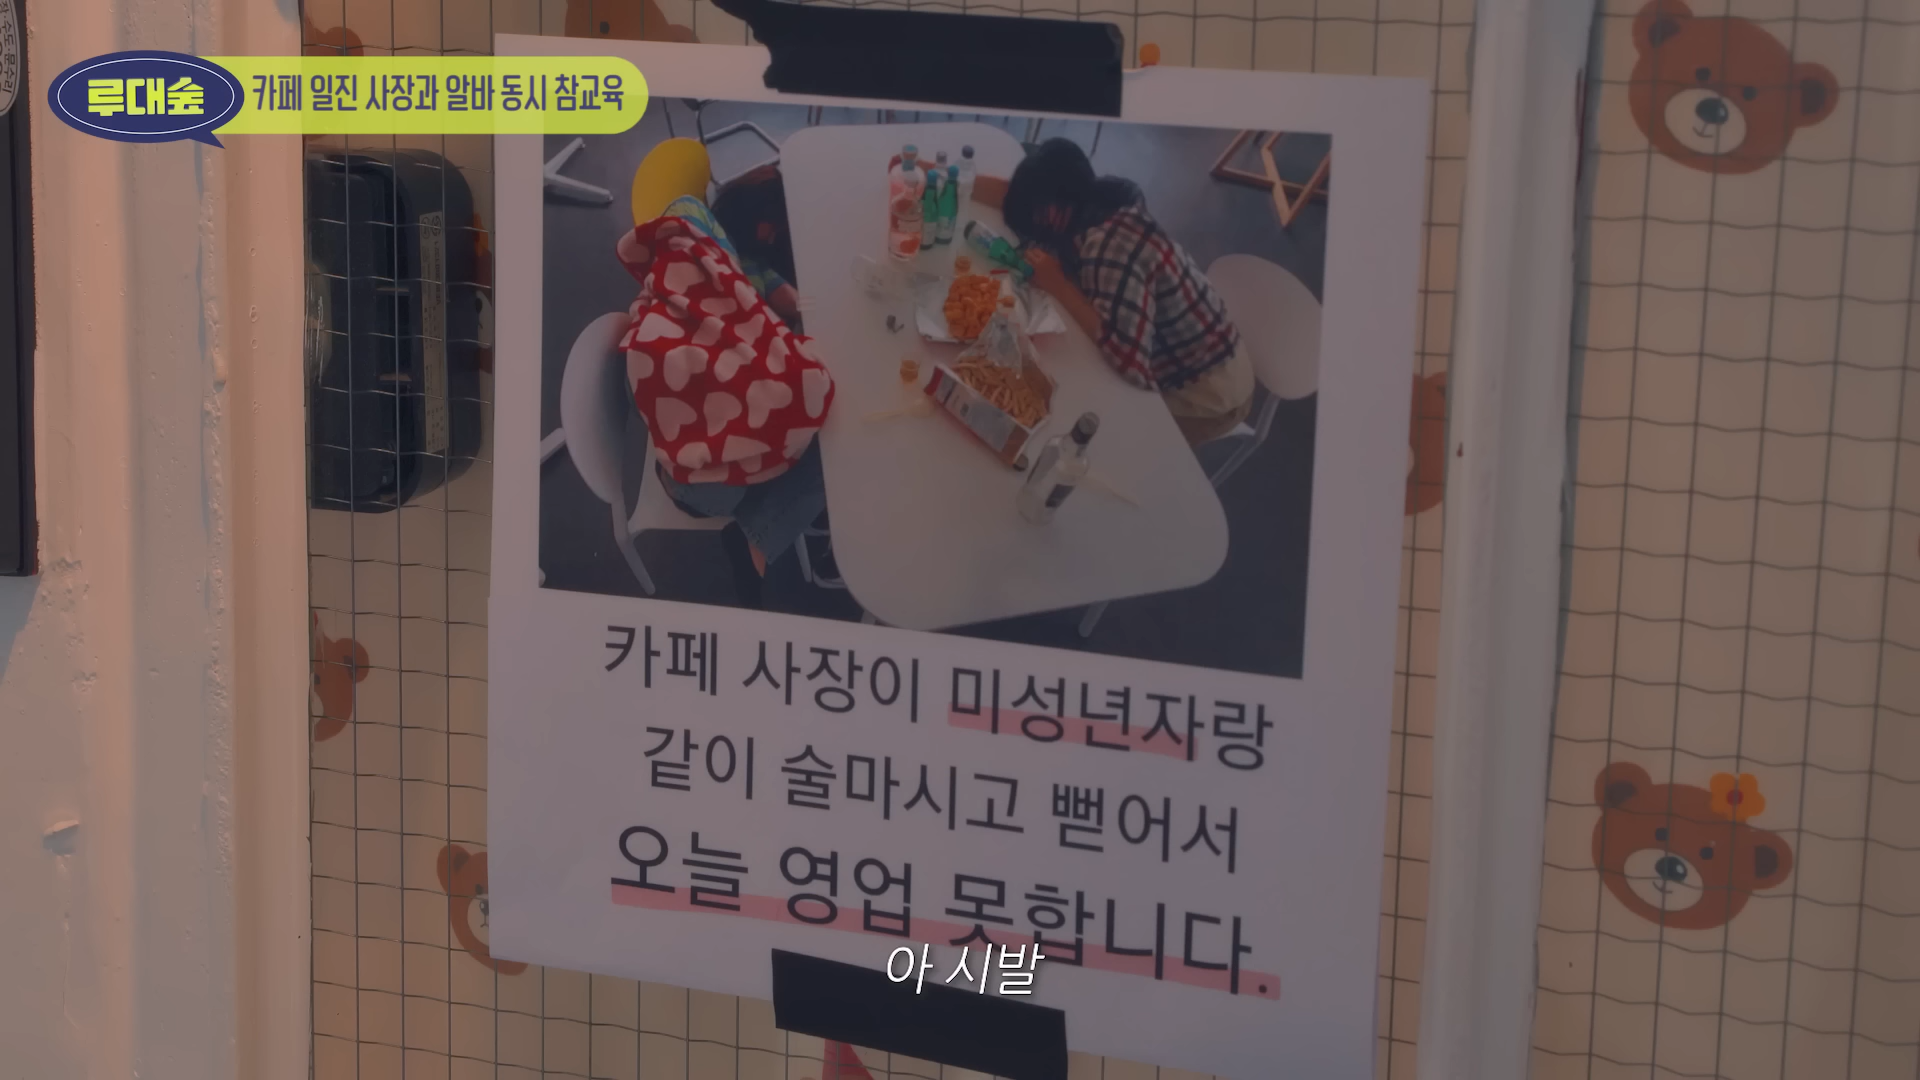 루대숲
카페 일진 사장과 알바 동시 참교육
카페 사장이 미성년자랑
같이 술마시고 뻗어서
오늘 영업 못합니다.
아 시발